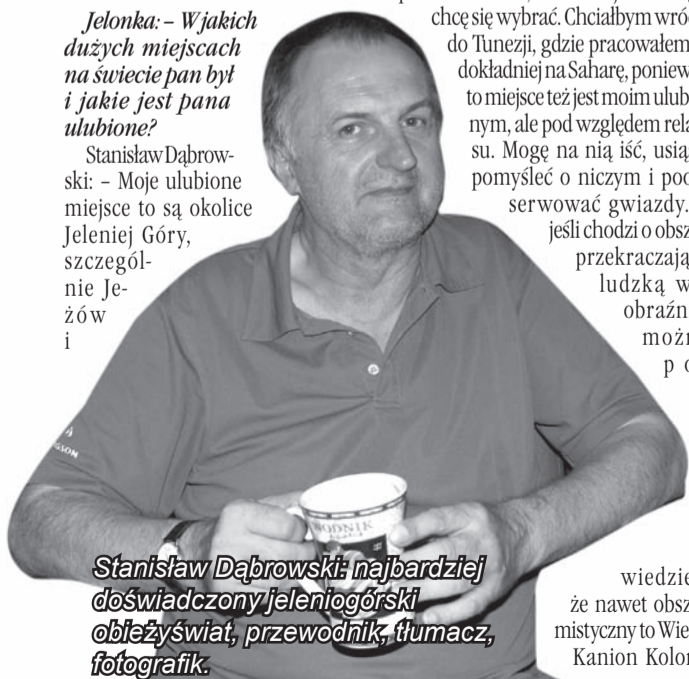 Jelonka: – W jakich
dużych miejscach
na świecie pan był
i jakie jest pana
ulubione?
Stanisław Dąbrow-
ski: – Moje ulubione
miejsce to są okolice
Jeleniej Góry,
szczegól-
nie Je-
żów
i
chcę się wybrać. Chciałbym wró
do Tunezji, gdzie pracowałem
dokładniej na Saharę, poniew
to miejsce też jest moim ulub
nym, ale pod względem rela
su. Mogę na nią iść, usią
pomyśleć o niczym i po
serwować gwiazdy.
jeśli chodzi o obsz
przekraczają
ludzką w
obraźn
możn
p o
wiedzie
że nawet obsz
mistyczny to Wie
Kanion Kolor
WODNIK
Stanisław Dąbrowski: najbardziej
doświadczony jeleniogórski
obieżyświat, przewodnik, tłumacz,
fotografik.